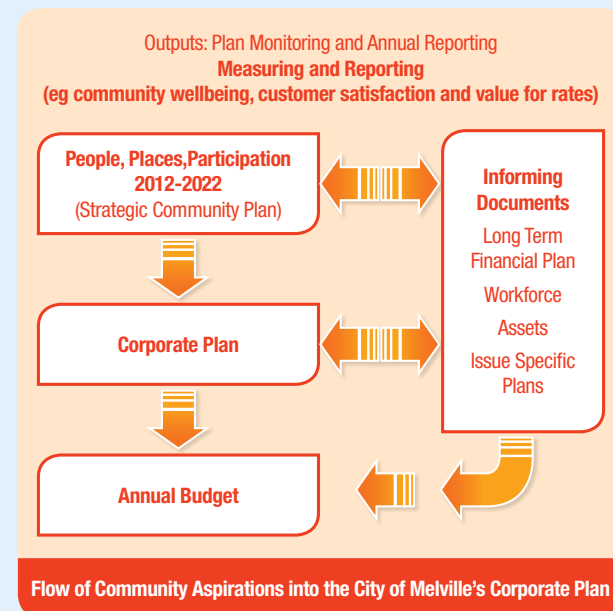 Outputs: Plan Monitoring and Annual Reporting
Measuring and Reporting
(eg community wellbeing, customer satisfaction and value for rates)
People, Places,Participation
2012-2022
(Strategic Community Plan)
Corporate Plan
Annual Budget
Informing
Documents
Long Term
Financial Plan
Workforce
Assets
Issue Specific
Plans
Flow of Community Aspirations into the City of Melville's Corporate Plan